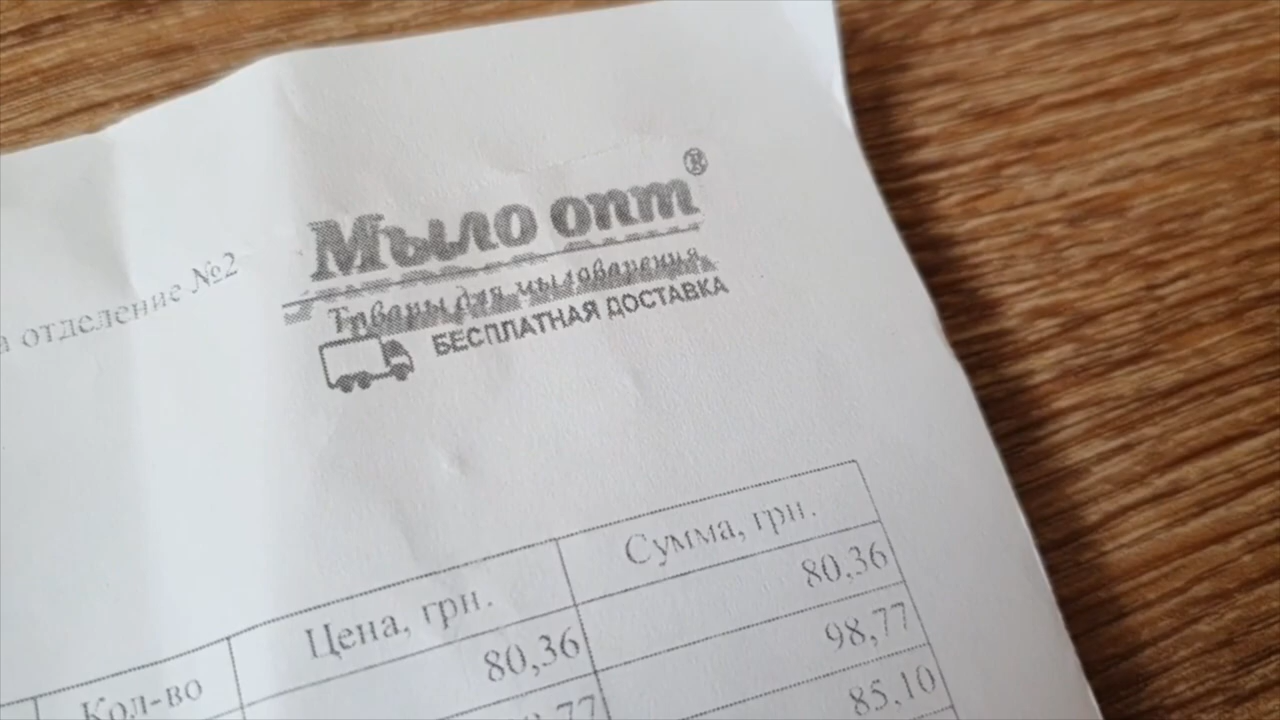 Мыло опт®
Товары для мыловарения
БЕСПЛАТНАЯ ДОСТАВКА
отделение №2
Кол-во Цена, грн. Сумма, грн.
80,36 80,36
98,77
85,10